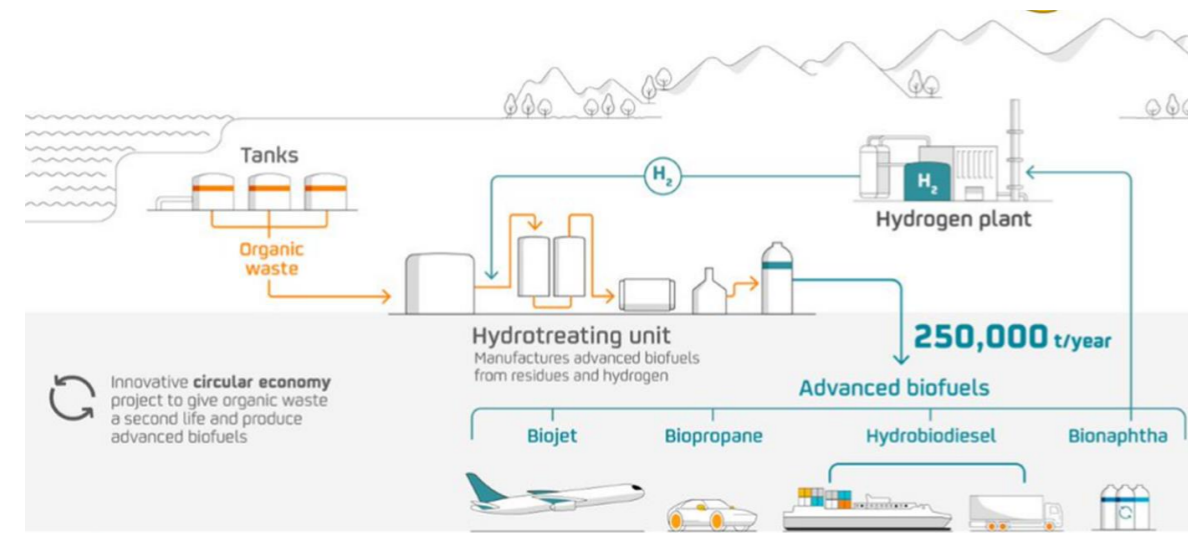 Tanks
Organic
waste
H₂
H₂
Hydrogen plant
Hydrotreating unit
Manufactures advanced biofuels
from residues and hydrogen
250,000 t/year
Innovative circular economy
project to give organic waste
a second life and produce
advanced biofuels
Advanced biofuels
Biojet
Biopropane
Hydrobiodiesel
Bionaphtha